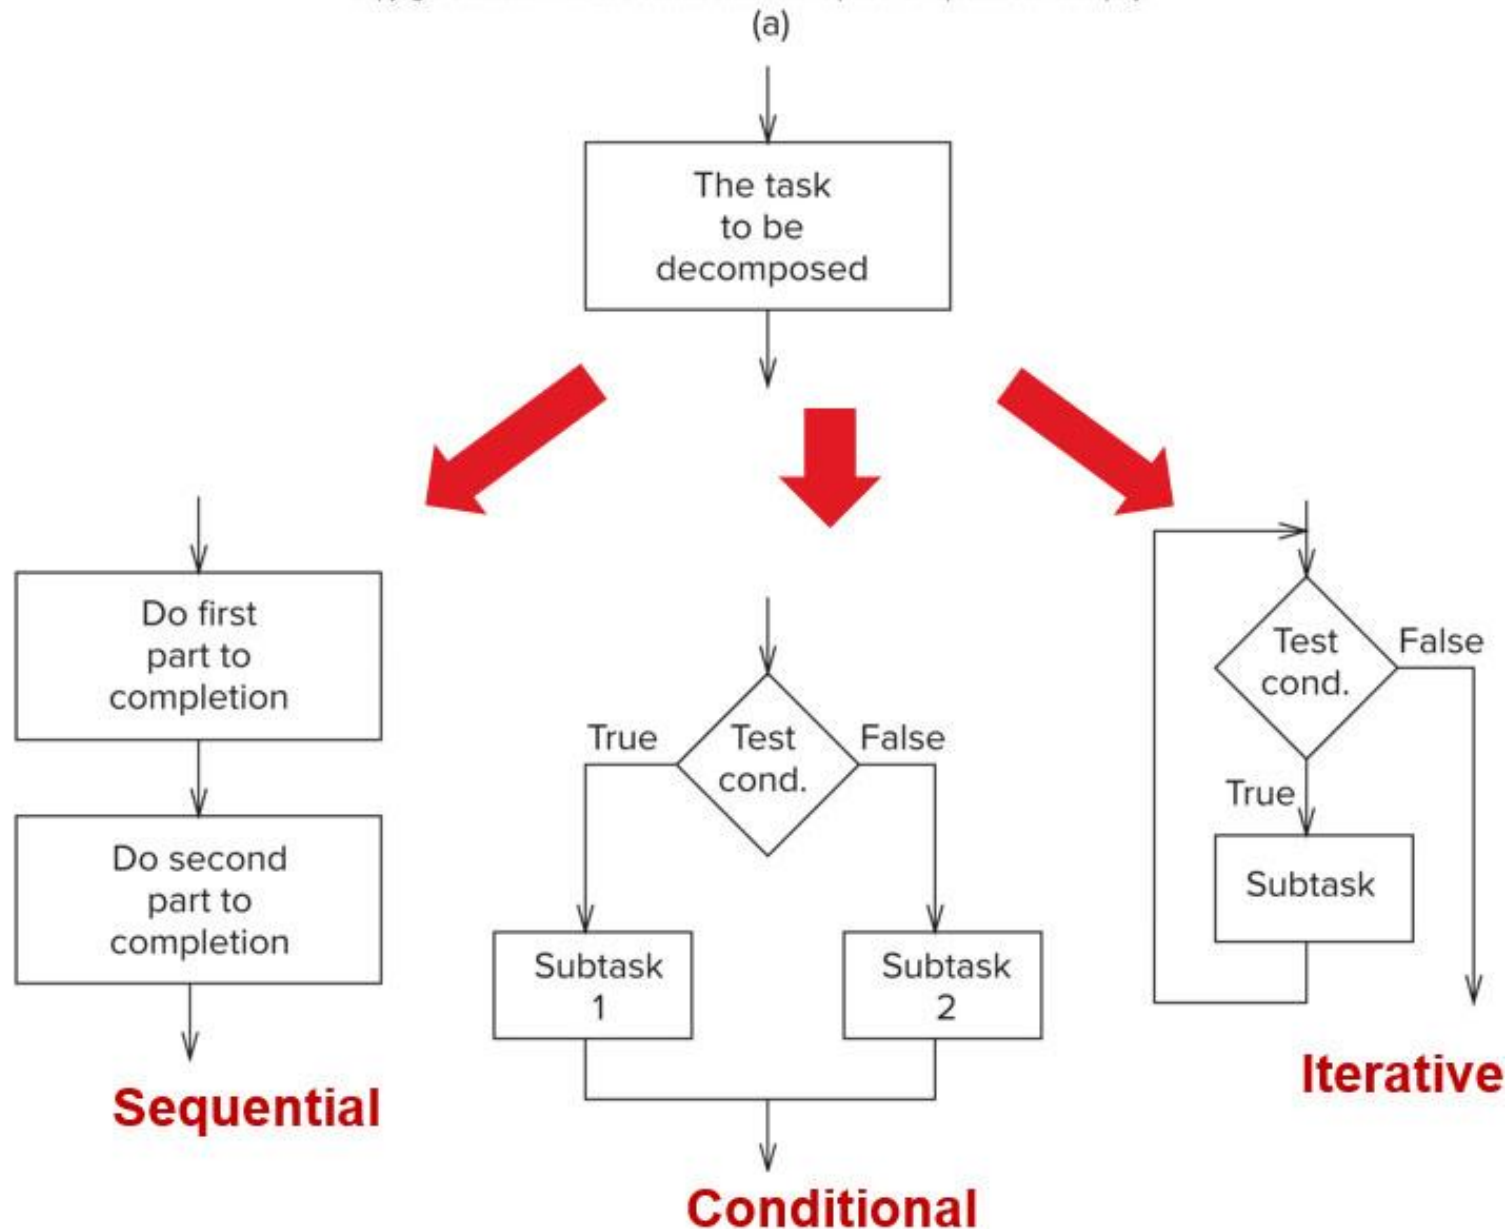 (a)
The task
to be
decomposed
Do first
part to
completion
Do second
part to
completion
Sequential
Test
cond.
True
False
Subtask
1
Subtask
2
Conditional
Test
cond.
False
True
Subtask
Iterative